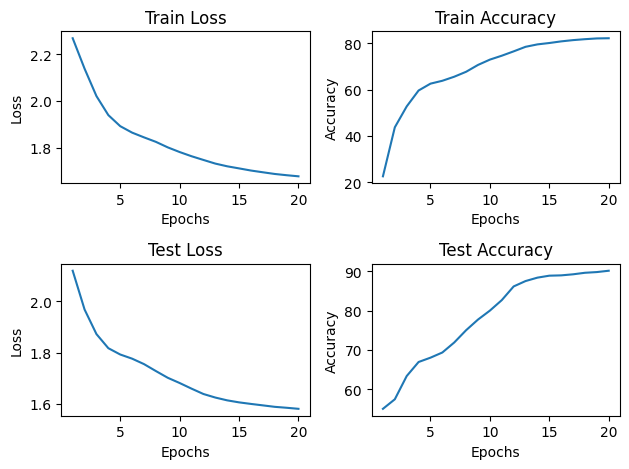 Train Loss
Loss
2.2
2.0
1.8
5 10 15 20
Epochs
Train Accuracy
Accuracy
80
60
40
20
5 10 15 20
Epochs
Test Loss
Loss
2.0
1.8
1.6
5 10 15 20
Epochs
Test Accuracy
Accuracy
90
80
70
60
5 10 15 20
Epochs